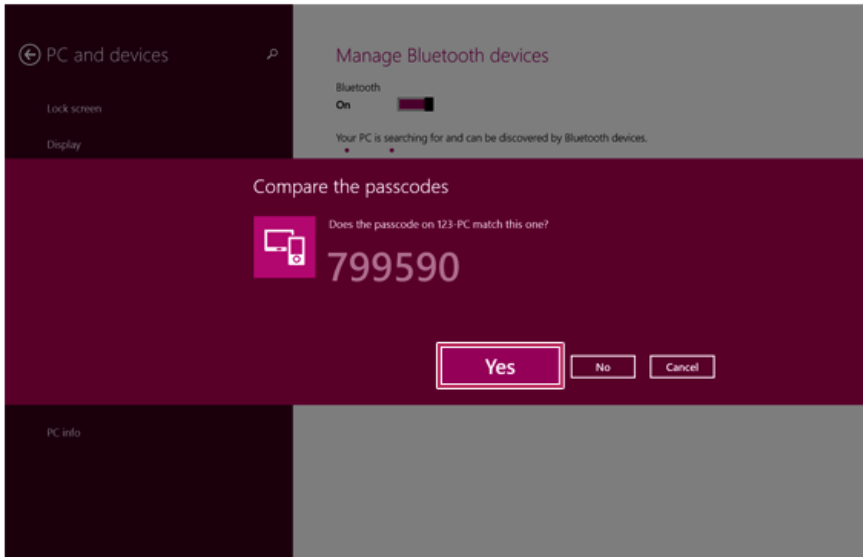 PC and devices
Lock screen
Display
Manage Bluetooth devices
Bluetooth
On
Your PC is searching for and can be discovered by Bluetooth devices.
Compare the passcodes
Does the passcode on 123-PC match this one?
799590
Yes
No
Cancel
PC info